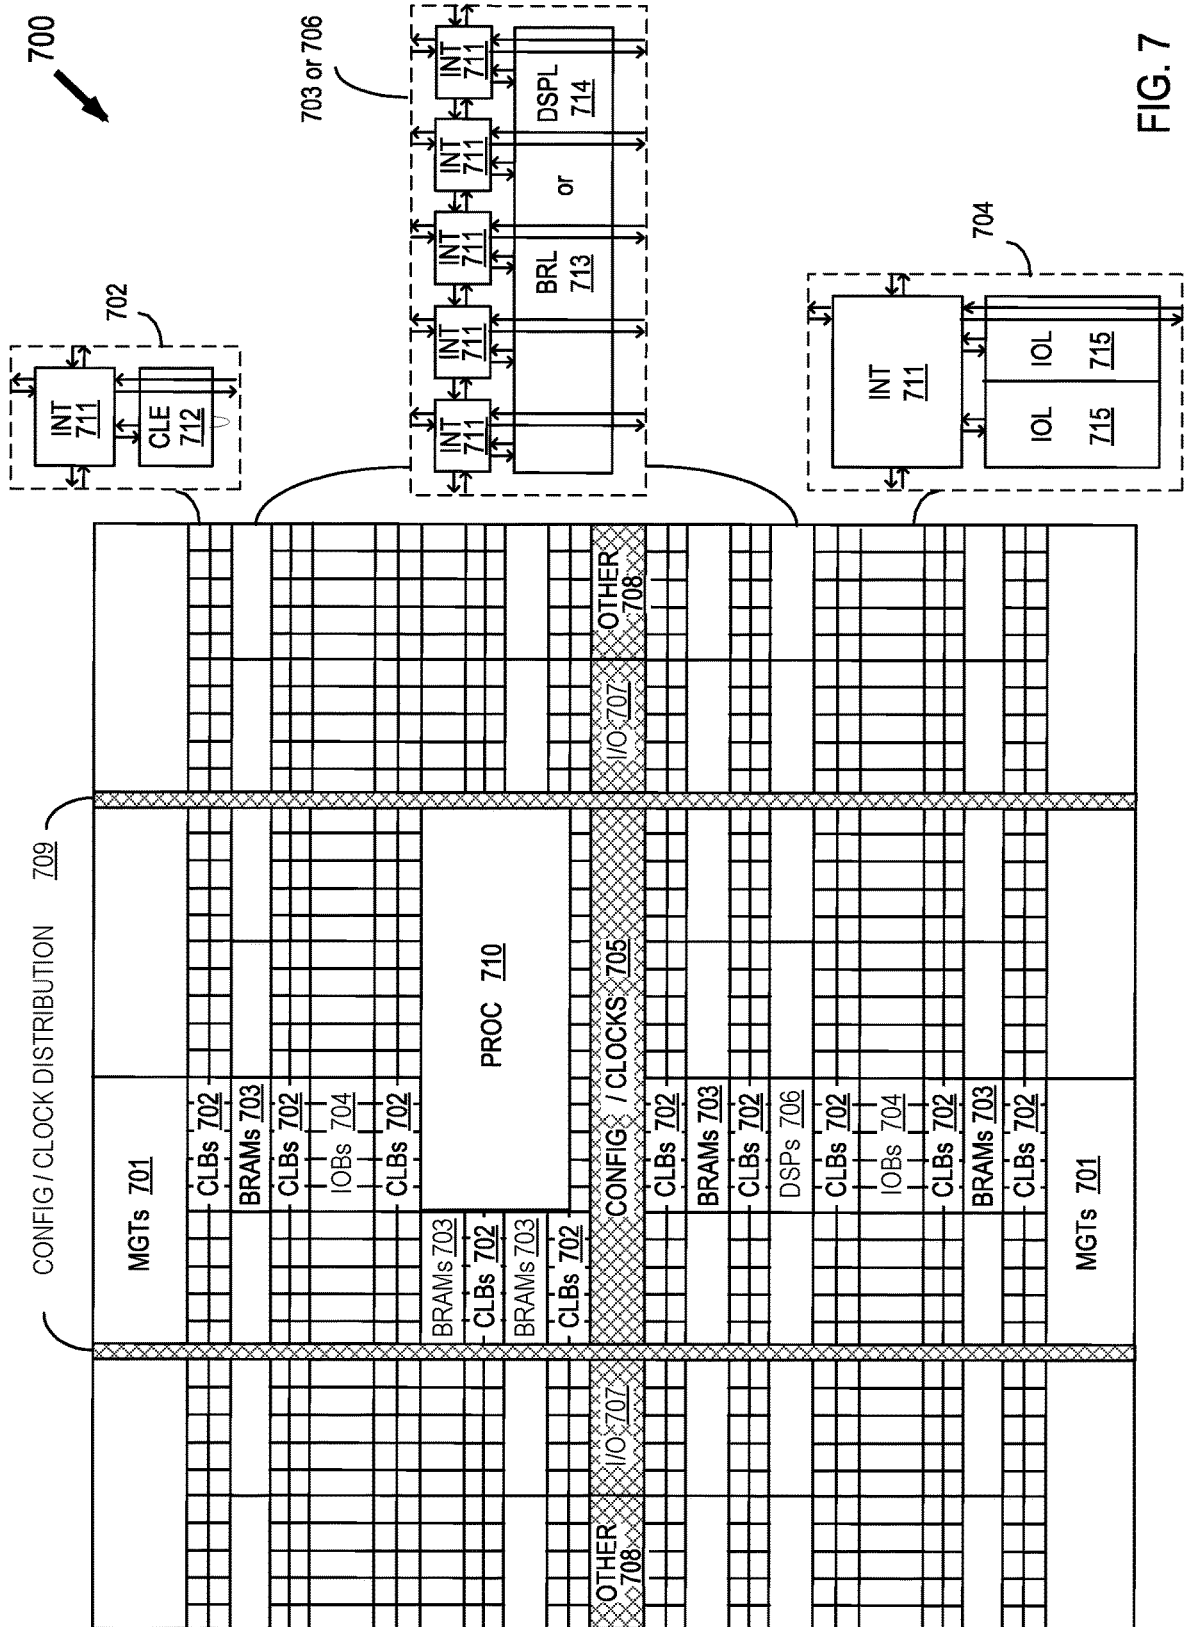 700
CONFIG / CLOCK DISTRIBUTION 709
MGTs 701
CLBs 702
BRAMs 703
CLBs 702
IOBs 704
CLBs 702
BRAMs 703
CLBs 702
BRAMs 703
CLBs 702
PROC 710
OTHER
708
I/O 707
CONFIG / CLOCKS 705
I/O 707
OTHER
708
CLBs 702
BRAMs 703
CLBs 702
DSPs 706
CLBs 702
IOBs 704
CLBs 702
BRAMs 703
CLBs 702
MGTs 701
702
INT
711
CLE
712
703 or 706
INT
711
INT
711
INT
711
INT
711
INT
711
BRL
713
or
DSPL
714
704
INT
711
IOL
715
IOL
715
FIG. 7